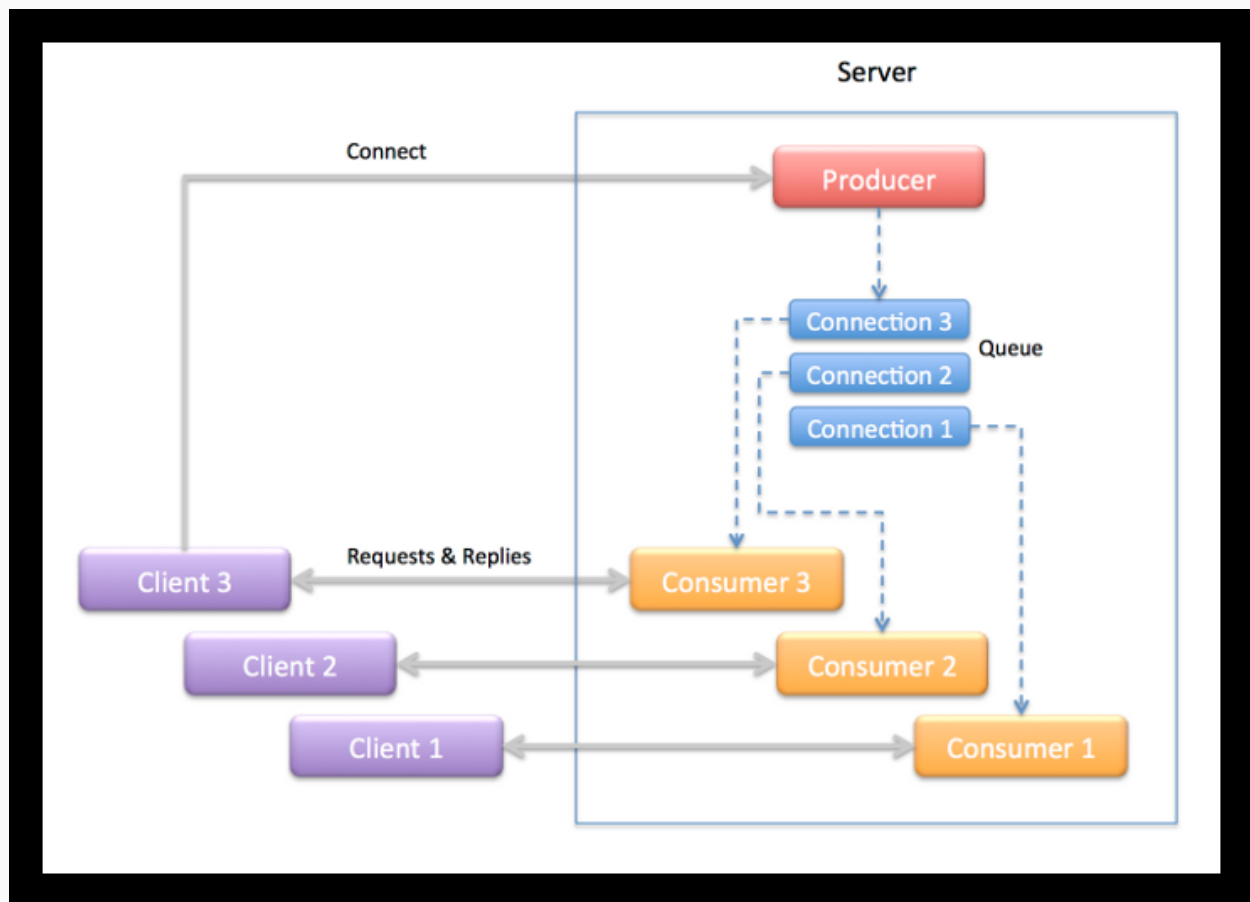 Server
Connect
Producer
Connection 3
Queue
Connection 2
Connection 1
Requests & Replies
Client 3
Consumer 3
Client 2
Consumer 2
Client 1
Consumer 1